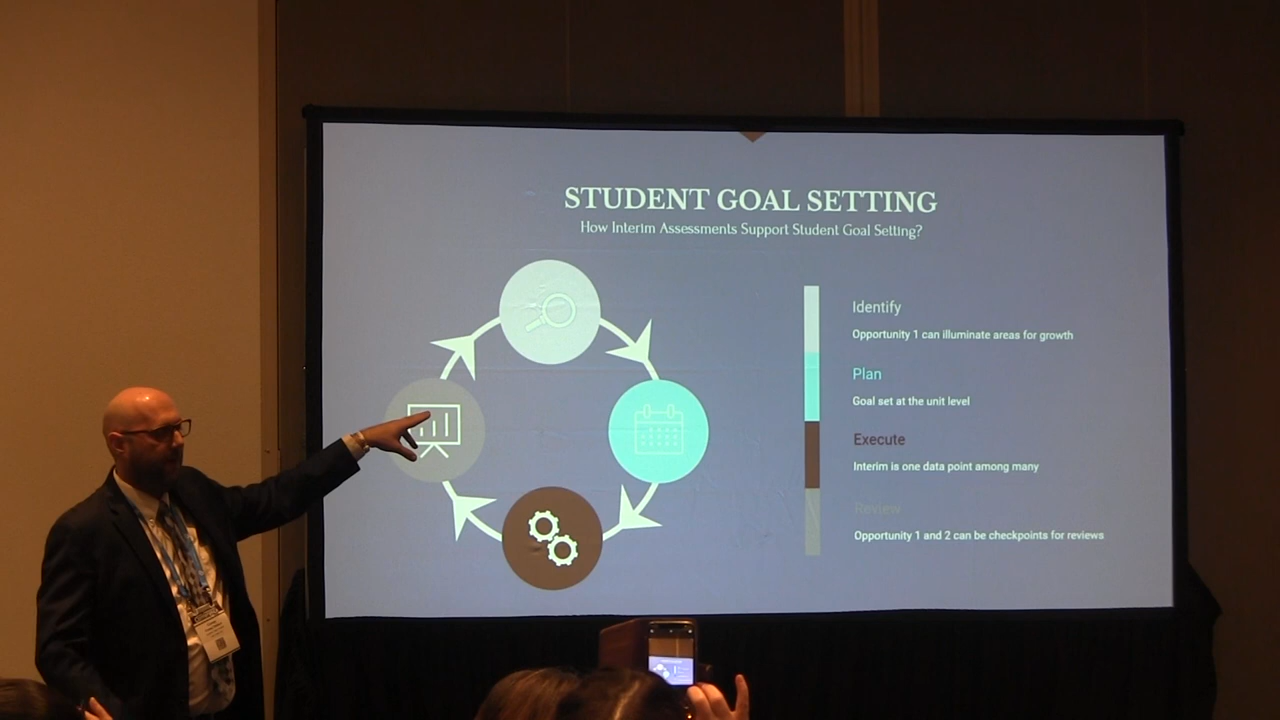 STUDENT GOAL SETTING
How Interim Assessments Support Student Goal Setting?
Identify
Opportunity 1 can illuminate areas for growth
Plan
Goal set at the unit level
Execute
Interim is one data point among many
Review
Opportunity 1 and 2 can be checkpoints for reviews